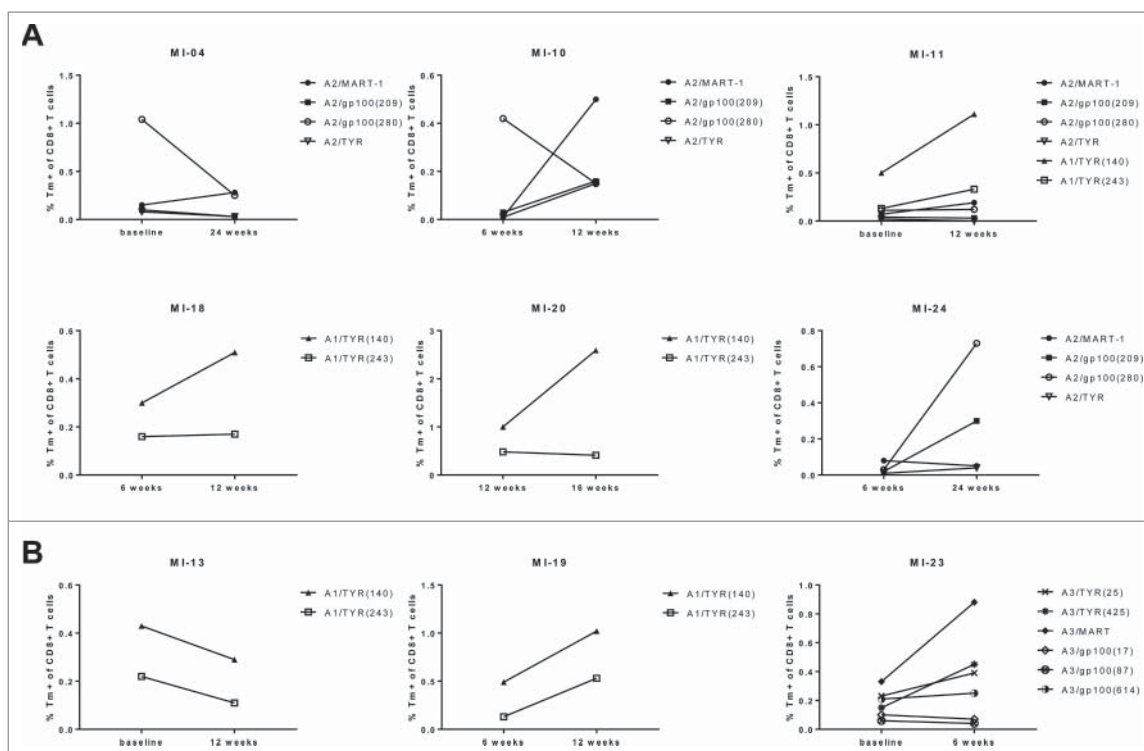 A
MI-04
% Tm+ of CD8+ T cells
1.5
1.0
0.5
0.0
baseline
24 weeks
A2/MART-1
A2/gp100(209)
A2/gp100(280)
A2/TYR
MI-10
% Tm+ of CD8+ T cells
0.6
0.4
0.2
0.0
6 weeks
12 weeks
A2/MART-1
A2/gp100(209)
A2/gp100(280)
A2/TYR
MI-11
% Tm+ of CD8+ T cells
1.5
1.0
0.5
0.0
baseline
12 weeks
A2/MART-1
A2/gp100(209)
A2/gp100(280)
A2/TYR
A1/TYR(140)
A1/TYR(243)
MI-18
% Tm+ of CD8+ T cells
0.6
0.4
0.2
0.0
6 weeks
12 weeks
A1/TYR(140)
A1/TYR(243)
MI-20
% Tm+ of CD8+ T cells
3
2
1
0
12 weeks
16 weeks
A1/TYR(140)
A1/TYR(243)
MI-24
% Tm+ of CD8+ T cells
0.8
0.6
0.4
0.2
0.0
6 weeks
24 weeks
A2/MART-1
A2/gp100(209)
A2/gp100(280)
A2/TYR
B
MI-13
% Tm+ of CD8+ T cells
0.6
0.4
0.2
0.0
baseline
12 weeks
A1/TYR(140)
A1/TYR(243)
MI-19
% Tm+ of CD8+ T cells
1.5
1.0
0.5
0.0
6 weeks
12 weeks
A1/TYR(140)
A1/TYR(243)
MI-23
% Tm+ of CD8+ T cells
1.0
0.8
0.6
0.4
0.2
0.0
baseline
6 weeks
A3/TYR(25)
A3/TYR(425)
A3/MART
A3/gp100(17)
A3/gp100(87)
A3/gp100(614)